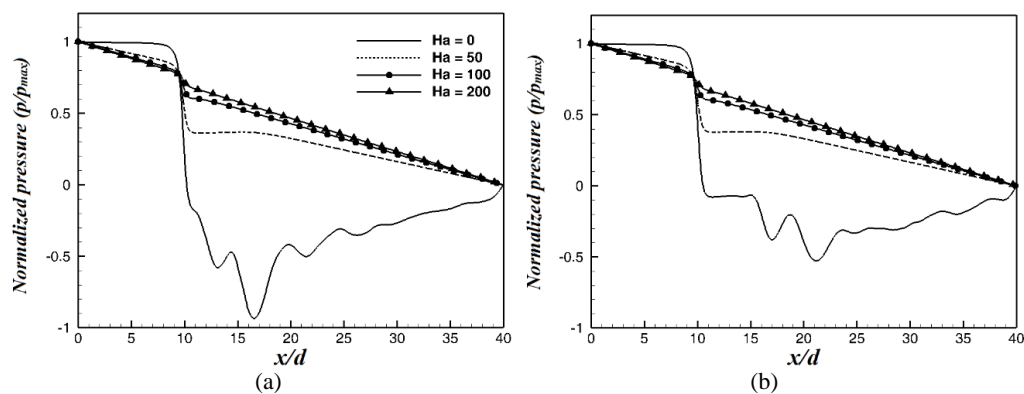 Normalized pressure (p/pmax)
1
0.5
0
-0.5
-1
0 5 10 15 20 25 30 35 40
x/d
Ha = 0
Ha = 50
Ha = 100
Ha = 200
(a)
Normalized pressure (p/pmax)
1
0.5
0
-0.5
-1
0 5 10 15 20 25 30 35 40
x/d
(b)